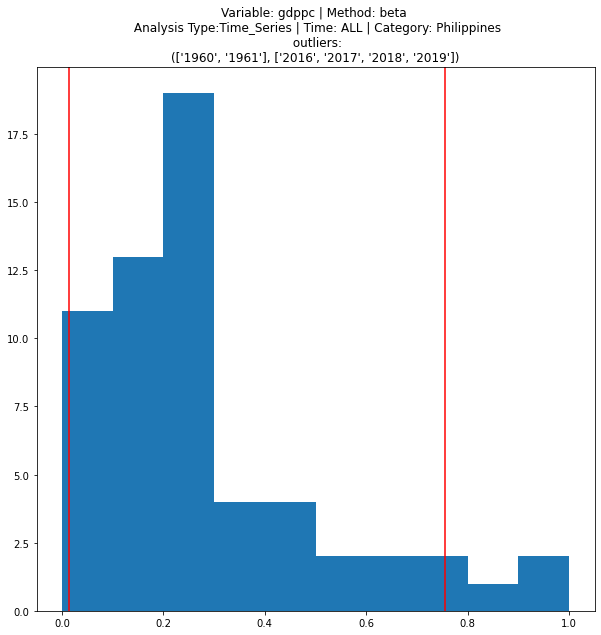 Variable: gdppc | Method: beta
Analysis Type:Time_Series | Time: ALL | Category: Philippines
outliers:
(['1960', '1961'], ['2016', '2017', '2018', '2019'])
17.5
15.0
12.5
10.0
7.5
5.0
2.5
0.0
0.0 0.2 0.4 0.6 0.8 1.0